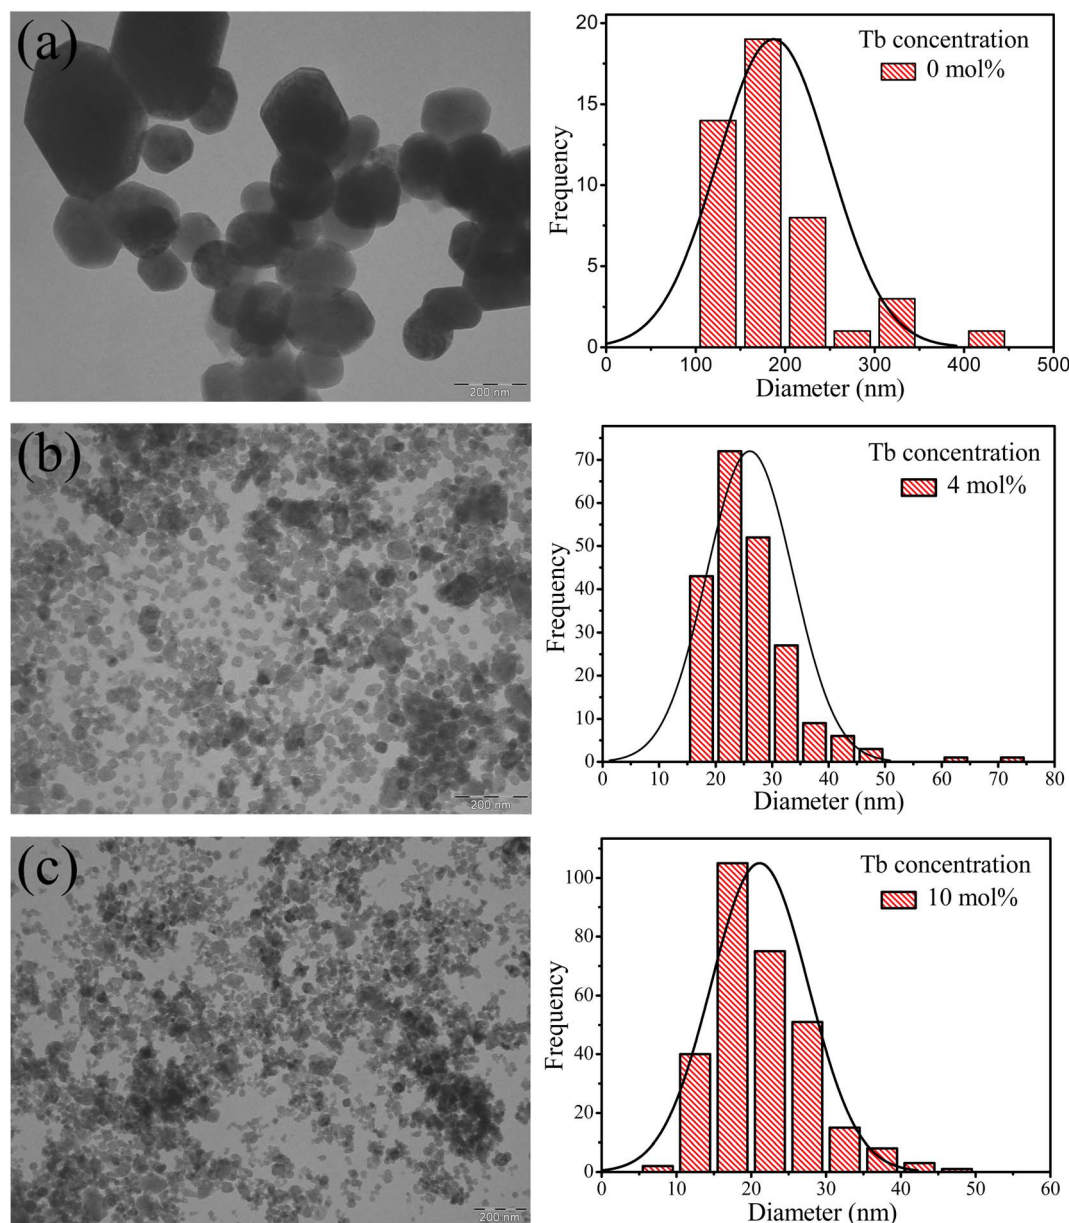 (a)
200 nm
20
15
10
5
0
Frequency
Tb concentration
0 mol%
0 100 200 300 400 500
Diameter (nm)
(b)
200 nm
70
60
50
40
30
20
10
0
Frequency
Tb concentration
4 mol%
0 10 20 30 40 50 60 70 80
Diameter (nm)
(c)
200 nm
100
80
60
40
20
0
Frequency
Tb concentration
10 mol%
0 10 20 30 40 50 60
Diameter (nm)